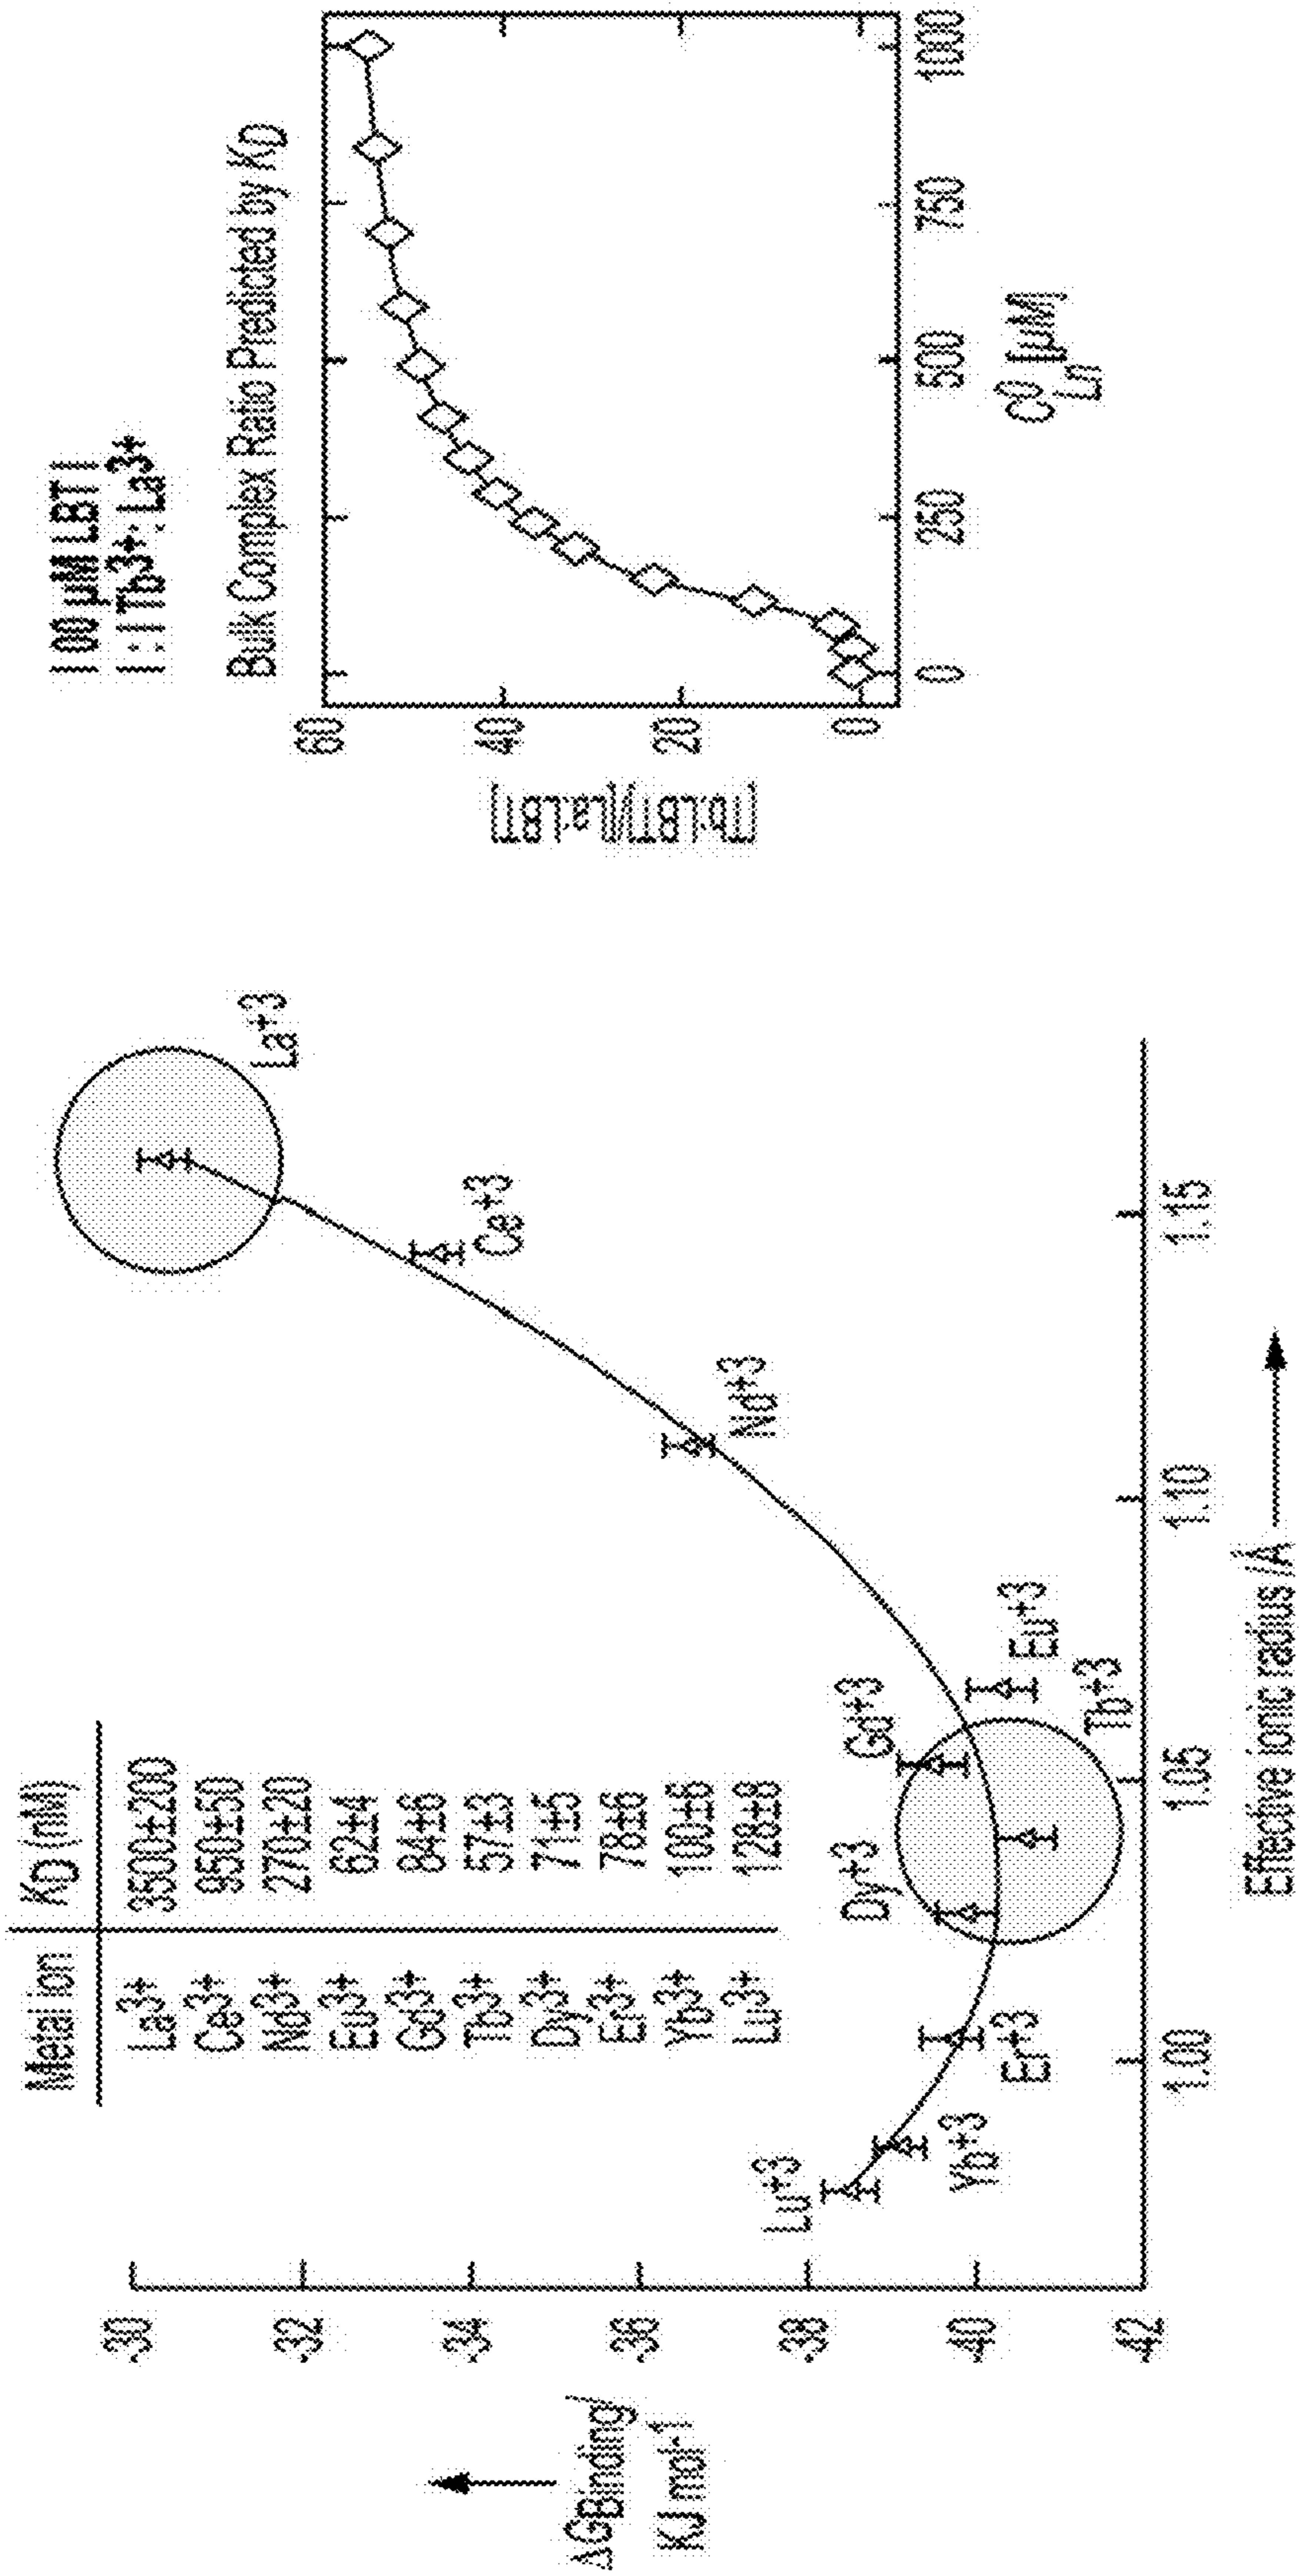 Metal ion KD (nM)
La3+ 3500±200
Ce3+ 950±50
Nd3+ 270±20
Eu3+ 62±4
Gd3+ 84±6
Tb3+ 57±3
Dy3+ 71±5
Er3+ 78±6
Yb3+ 100±6
Lu3+ 128±8
-30
-32
-34
-36
-38
-40
-42
ΔGBinding/
KJ mol-1
Lu+3
Yb+3
Er+3
Dy+3
Gd+3
Tb+3
Eu+3
Nd+3
Ce+3
La+3
1.00 1.05 1.10 1.15
Effective ionic radius /Å
100 µM LBT I
1:1 Tb3+:La3+
Bulk Complex Ratio Predicted by KD
60
40
20
0
[Tb:LBT]/[La:LBT]
0 250 500 750 1000
C0Ln [µM]